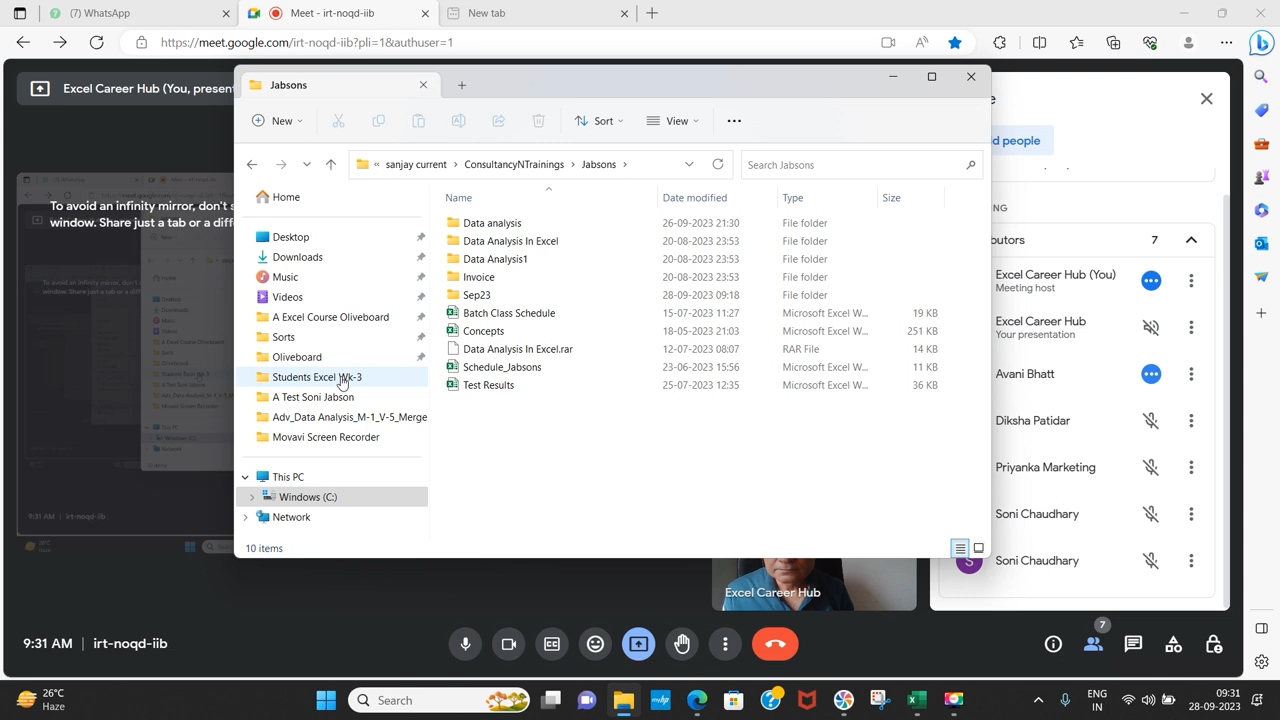 (7) WhatsApp
Meet - irt-noqd-iib
New tab
https://meet.google.com/irt-noqd-iib?pli=1&authuser=1
Excel Career Hub (You, present
To avoid an infinity mirror, don't s
window. Share just a tab or a diff
Jabsons
New
Sort
View
sanjay current > ConsultancyNTrainings > Jabsons >
Search Jabsons
Name
Date modified
Type
Size
Home
Desktop
Downloads
Music
Videos
A Excel Course Oliveboard
Sorts
Oliveboard
Students Excel Wk-3
A Test Soni Jabson
Adv_Data Analysis_M-1_V-5_Merge
Movavi Screen Recorder
This PC
Windows (C:)
Network
Data analysis 26-09-2023 21:30 File folder
Data Analysis In Excel 20-08-2023 23:53 File folder
Data Analysis1 20-08-2023 23:53 File folder
Invoice 20-08-2023 23:53 File folder
Sep23 28-09-2023 09:18 File folder
Batch Class Schedule 15-07-2023 11:27 Microsoft Excel W... 19 KB
Concepts 18-05-2023 21:03 Microsoft Excel W... 251 KB
Data Analysis In Excel.rar 12-07-2023 08:07 RAR File 14 KB
Schedule_Jabsons 23-06-2023 15:56 Microsoft Excel W... 11 KB
Test Results 25-07-2023 12:35 Microsoft Excel W... 36 KB
10 items
e
d people
NG
butors 7
Excel Career Hub (You)
Meeting host
Excel Career Hub
Your presentation
Avani Bhatt
Diksha Patidar
Priyanka Marketing
Soni Chaudhary
S
Soni Chaudhary
Excel Career Hub
9:31 AM | irt-noqd-iib
7
26°C
Haze
Search
ENG
IN
09:31
28-09-2023